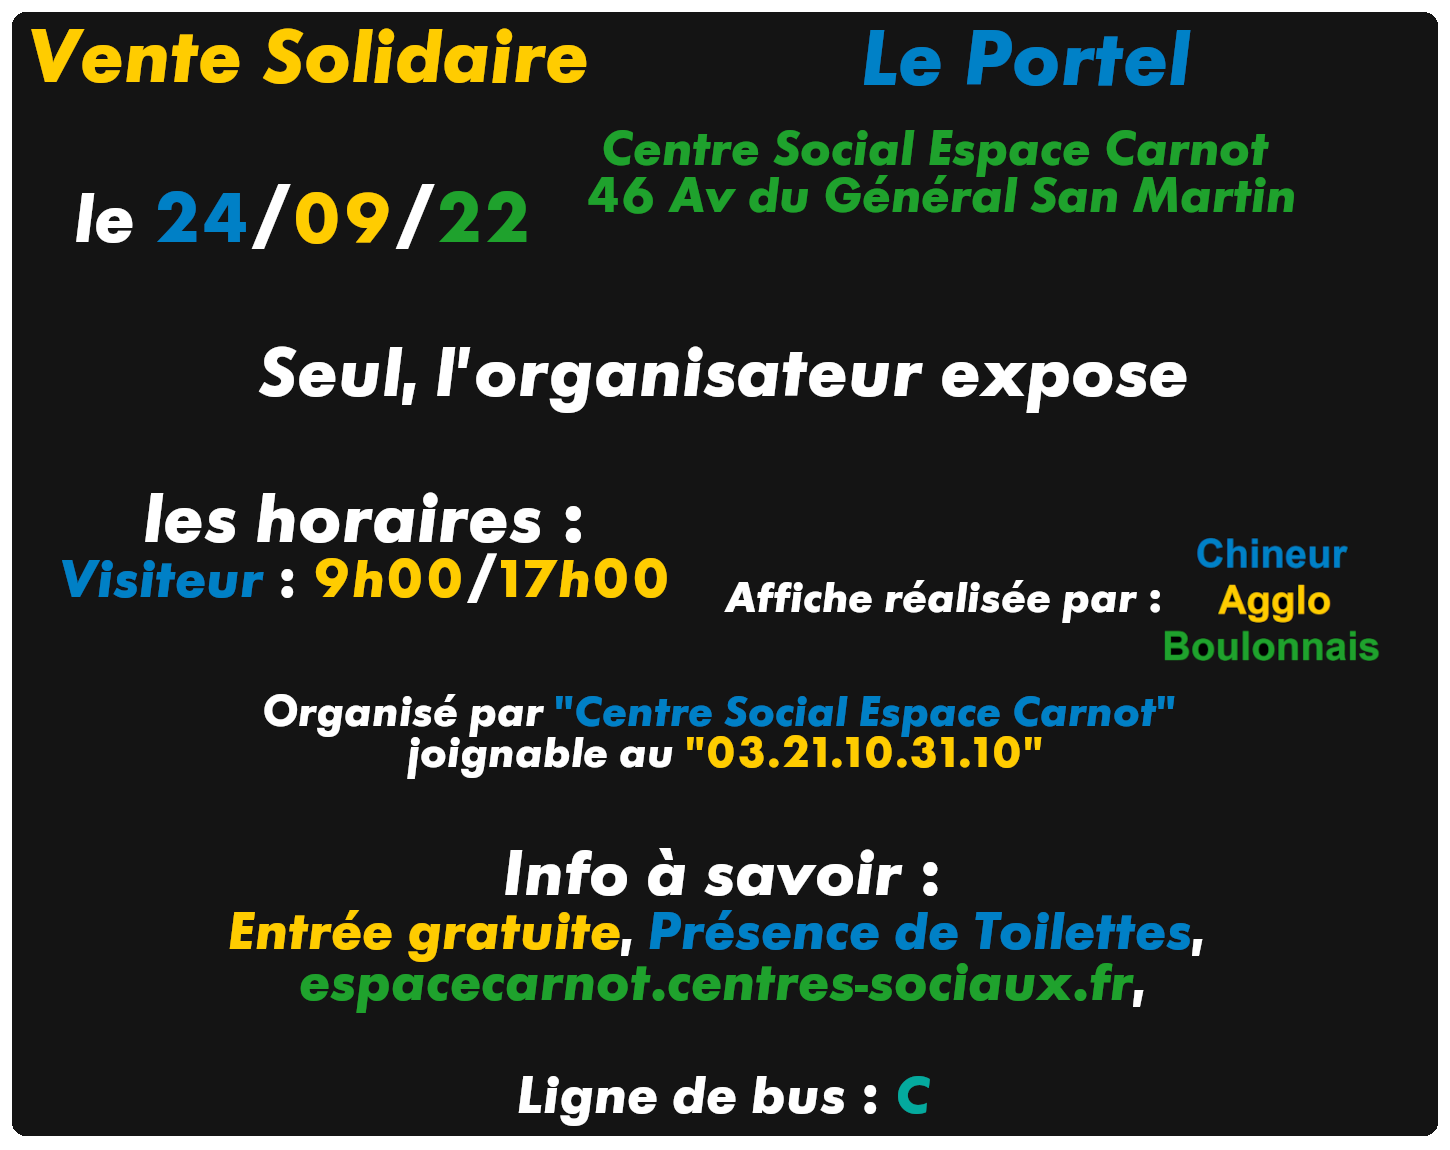 Vente Solidaire
Le Portel
Centre Social Espace Carnot
46 Av du Général San Martin
le 24/09/22
Seul, l'organisateur expose
les horaires :
Visiteur : 9h00/17h00
Affiche réalisée par :
Chineur
Agglo
Boulonnais
Organisé par "Centre Social Espace Carnot"
joignable au "03.21.10.31.10"
Info à savoir :
Entrée gratuite, Présence de Toilettes,
espacecarnot.centres-sociaux.fr,
Ligne de bus : C